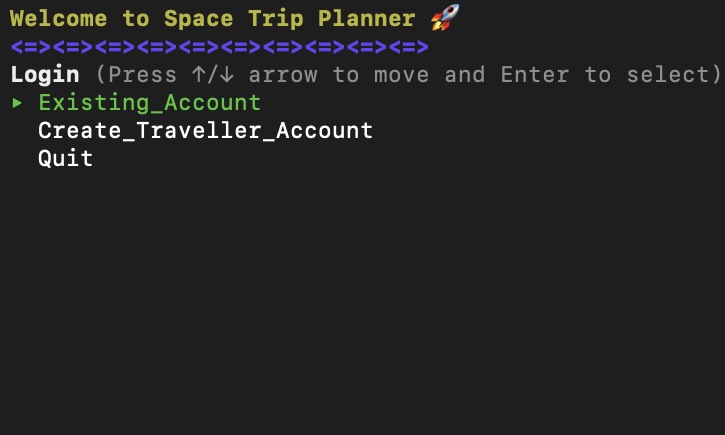 Welcome to Space Trip Planner 🚀
<=><=><=><=><=><=><=><=><=><=>
Login (Press ↑/↓ arrow to move and Enter to select)
▸ Existing_Account
Create_Traveller_Account
Quit